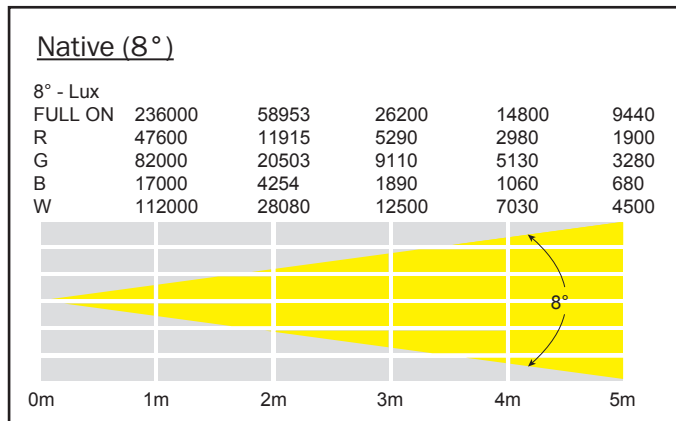 Native (8°)
8° - Lux
FULL ON 236000 58953 26200 14800 9440
R 47600 11915 5290 2980 1900
G 82000 20503 9110 5130 3280
B 17000 4254 1890 1060 680
W 112000 28080 12500 7030 4500
8°
0m 1m 2m 3m 4m 5m